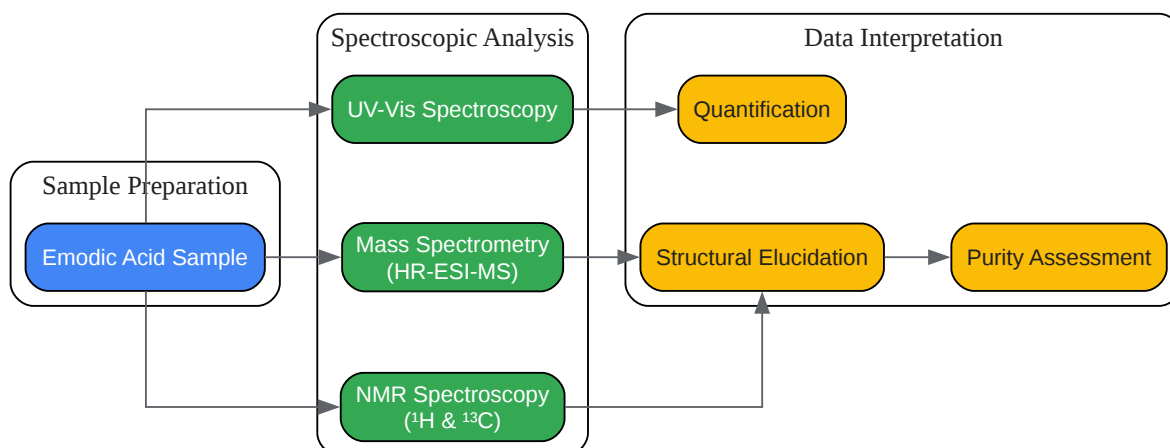 Spectroscopic Analysis
Data Interpretation
UV-Vis Spectroscopy
Quantification
Sample Preparation
Emodic Acid Sample
Mass Spectrometry
(HR-ESI-MS)
Structural Elucidation
Purity Assessment
NMR Spectroscopy
(¹H & ¹³C)